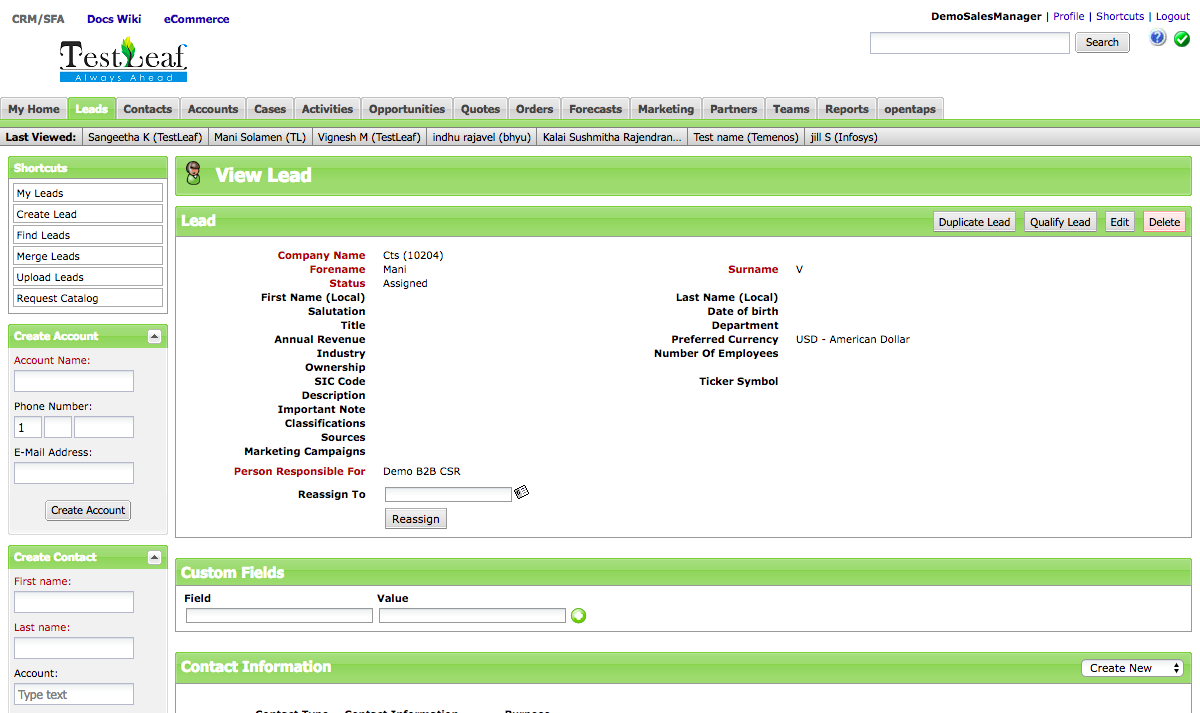 CRM/SFA Docs Wiki eCommerce
DemoSalesManager | Profile | Shortcuts | Logout
TestLeaf
Always Ahead
Search
?
My Home Leads Contacts Accounts Cases Activities Opportunities Quotes Orders Forecasts Marketing Partners Teams Reports opentaps
Last Viewed: Sangeetha K (TestLeaf) Mani Solamen (TL) Vignesh M (TestLeaf) indhu rajavel (bhyu) Kalai Sushmitha Rajendran... Test name (Temenos) jill S (Infosys)
Shortcuts
My Leads
Create Lead
Find Leads
Merge Leads
Upload Leads
Request Catalog
Create Account
Account Name:
Phone Number:
1
E-Mail Address:
Create Account
Create Contact
First name:
Last name:
Account:
Type text
View Lead
Lead
Duplicate Lead Qualify Lead Edit Delete
Company Name Cts (10204)
Forename Mani Surname V
Status Assigned
First Name (Local) Last Name (Local)
Salutation Date of birth
Title Department
Annual Revenue Preferred Currency USD - American Dollar
Industry Number Of Employees
Ownership
SIC Code Ticker Symbol
Description
Important Note
Classifications
Sources
Marketing Campaigns
Person Responsible For Demo B2B CSR
Reassign To
Reassign
Custom Fields
Field Value
Contact Information
Create New
Contact Type Contact Information Purpose